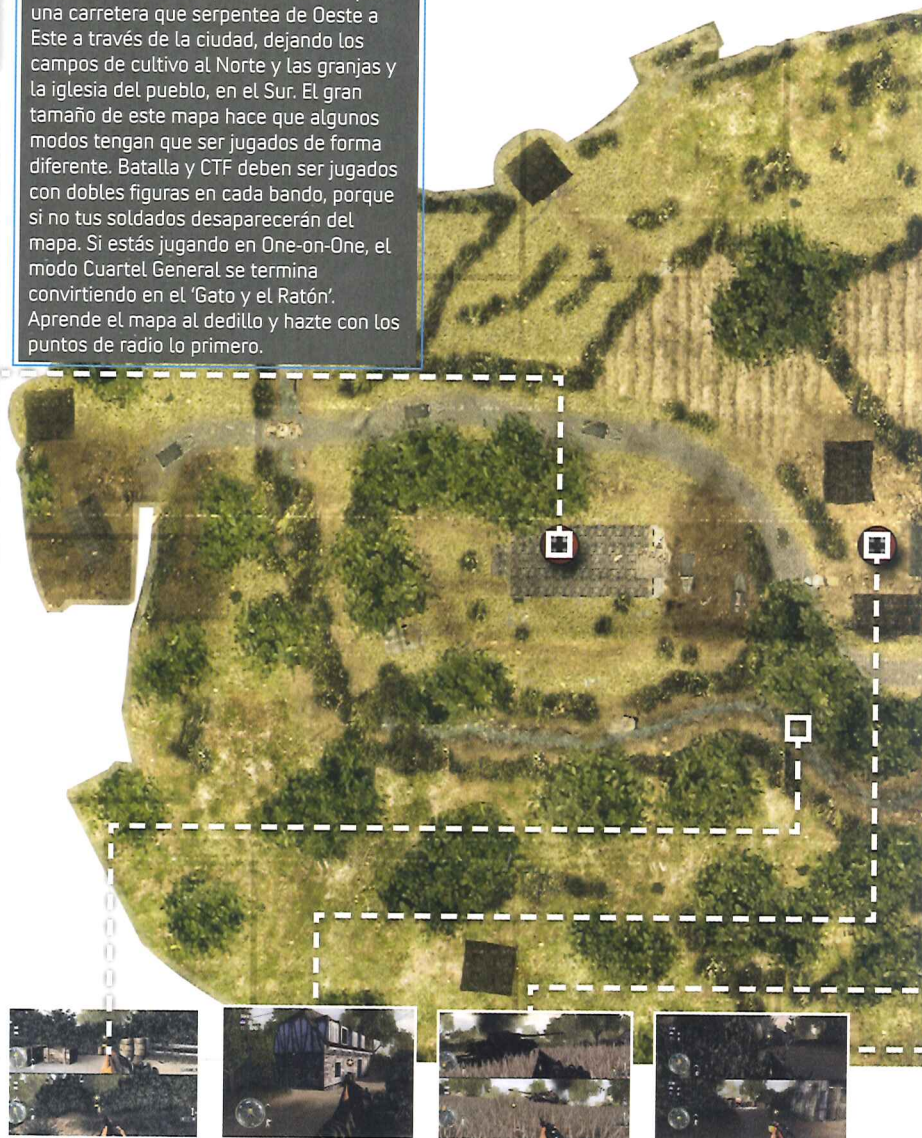 una carretera que serpentea de Oeste a
Este a través de la ciudad, dejando los
campos de cultivo al Norte y las granjas y
la iglesia del pueblo, en el Sur. El gran
tamaño de este mapa hace que algunos
modos tengan que ser jugados de forma
diferente. Batalla y CTF deben ser jugados
con dobles figuras en cada bando, porque
si no tus soldados desaparecerán del
mapa. Si estás jugando en One-on-One, el
modo Cuartel General se termina
convirtiendo en el ‘Gato y el Ratón’.
Aprende el mapa al dedillo y hazte con los
puntos de radio lo primero.